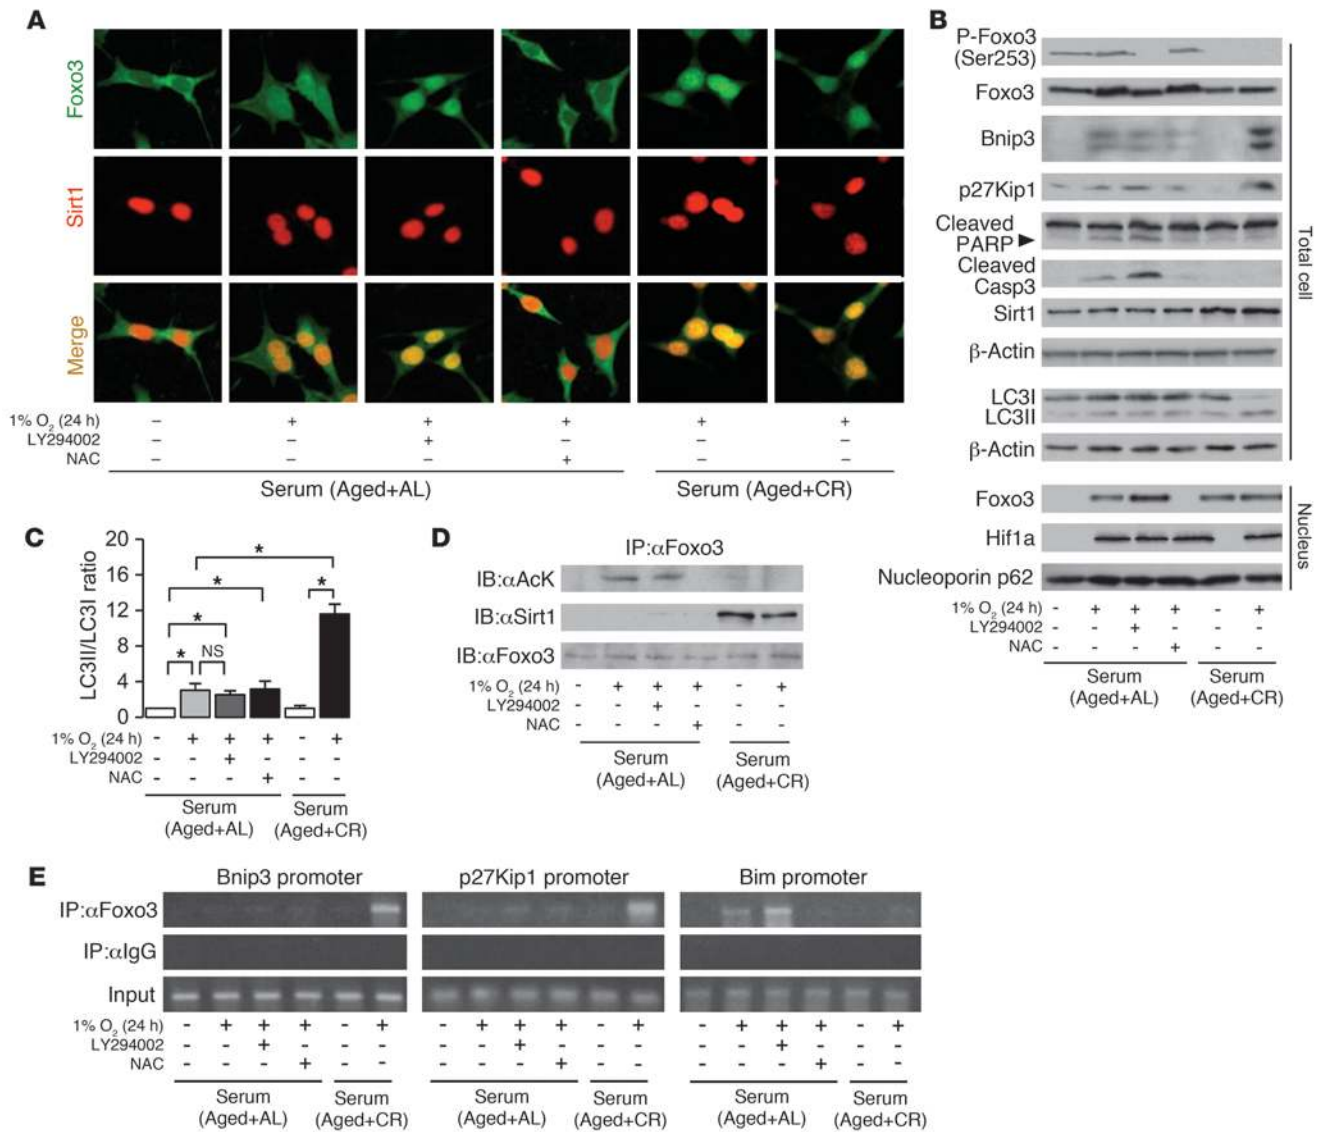 A
Foxo3
Sirt1
Merge
1% O2 (24 h) – + + + + +
LY294002 – – + – – –
NAC – – – + – –
Serum (Aged+AL) Serum (Aged+CR)
B
P-Foxo3
(Ser253)
Foxo3
Bnip3
p27Kip1
Cleaved
PARP
Cleaved
Casp3
Sirt1
β-Actin
LC3I
LC3II
β-Actin
Total cell
Foxo3
Hif1a
Nucleoporin p62
Nucleus
1% O2 (24 h) - + + + - +
LY294002 - - + - - -
NAC - - - + - -
Serum Serum
(Aged+AL) (Aged+CR)
C
LC3II/LC3I ratio
20
16
12
8
4
0
* * * * NS *
1% O2 (24 h) - + + + - +
LY294002 - - + - - -
NAC - - - + - -
Serum Serum
(Aged+AL) (Aged+CR)
D
IP:αFoxo3
IB:αAcK
IB:αSirt1
IB:αFoxo3
1% O2 (24 h) - + + + - +
LY294002 - - + - - -
NAC - - - + - -
Serum Serum
(Aged+AL) (Aged+CR)
E
Bnip3 promoter p27Kip1 promoter Bim promoter
IP:αFoxo3
IP:αIgG
Input
1% O2 (24 h) - + + + - + - + + + - + - + + + - +
LY294002 - - + - - - - - + - - - - - + - - -
NAC - - - + - - - - - + - - - - - + - -
Serum Serum Serum Serum Serum Serum
(Aged+AL) (Aged+CR) (Aged+AL) (Aged+CR) (Aged+AL) (Aged+CR)